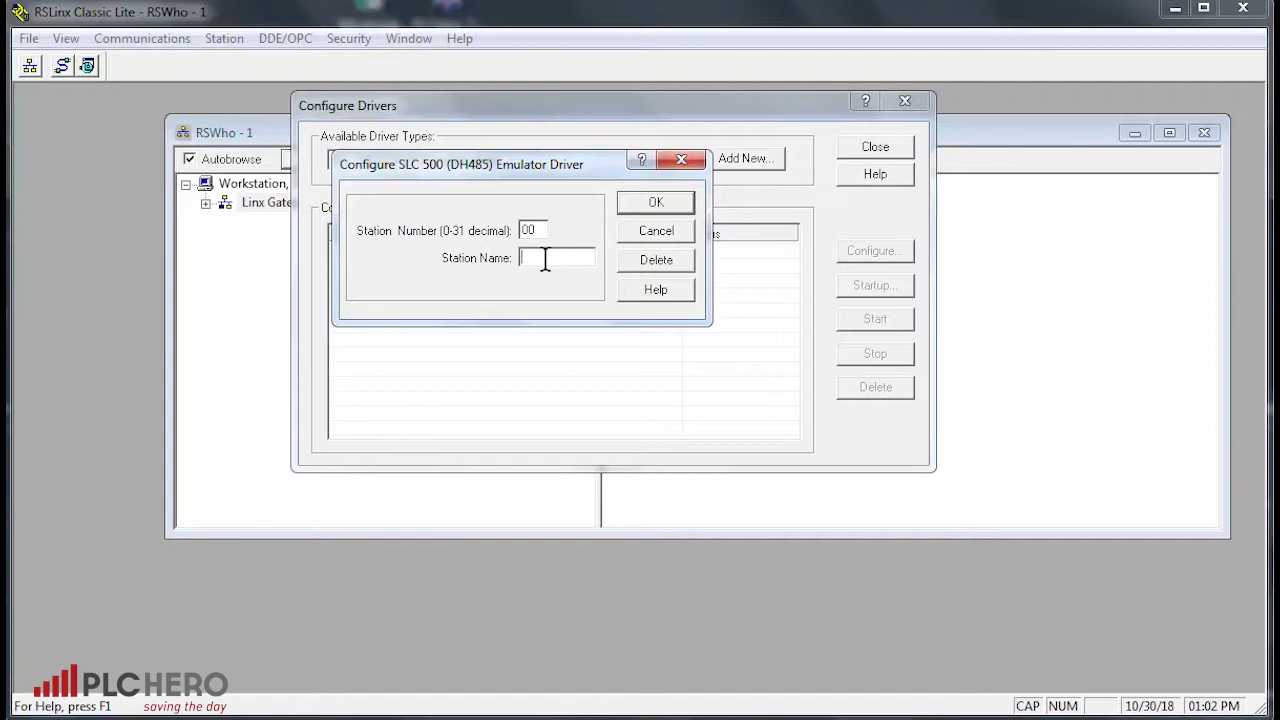 RSLinx Classic Lite - RSWho - 1
File View Communications Station DDE/OPC Security Window Help
Configure Drivers
Available Driver Types:
Add New...
Close
Help
RSWho - 1
Autobrowse
Workstation,
Linx Gate
Configure SLC 500 (DH485) Emulator Driver
Station Number (0-31 decimal): 00
Station Name:
OK
Cancel
Delete
Help
Configure...
Startup...
Start
Stop
Delete
PLCHERO
saving the day
For Help, press F1
CAP NUM 10/30/18 01:02 PM